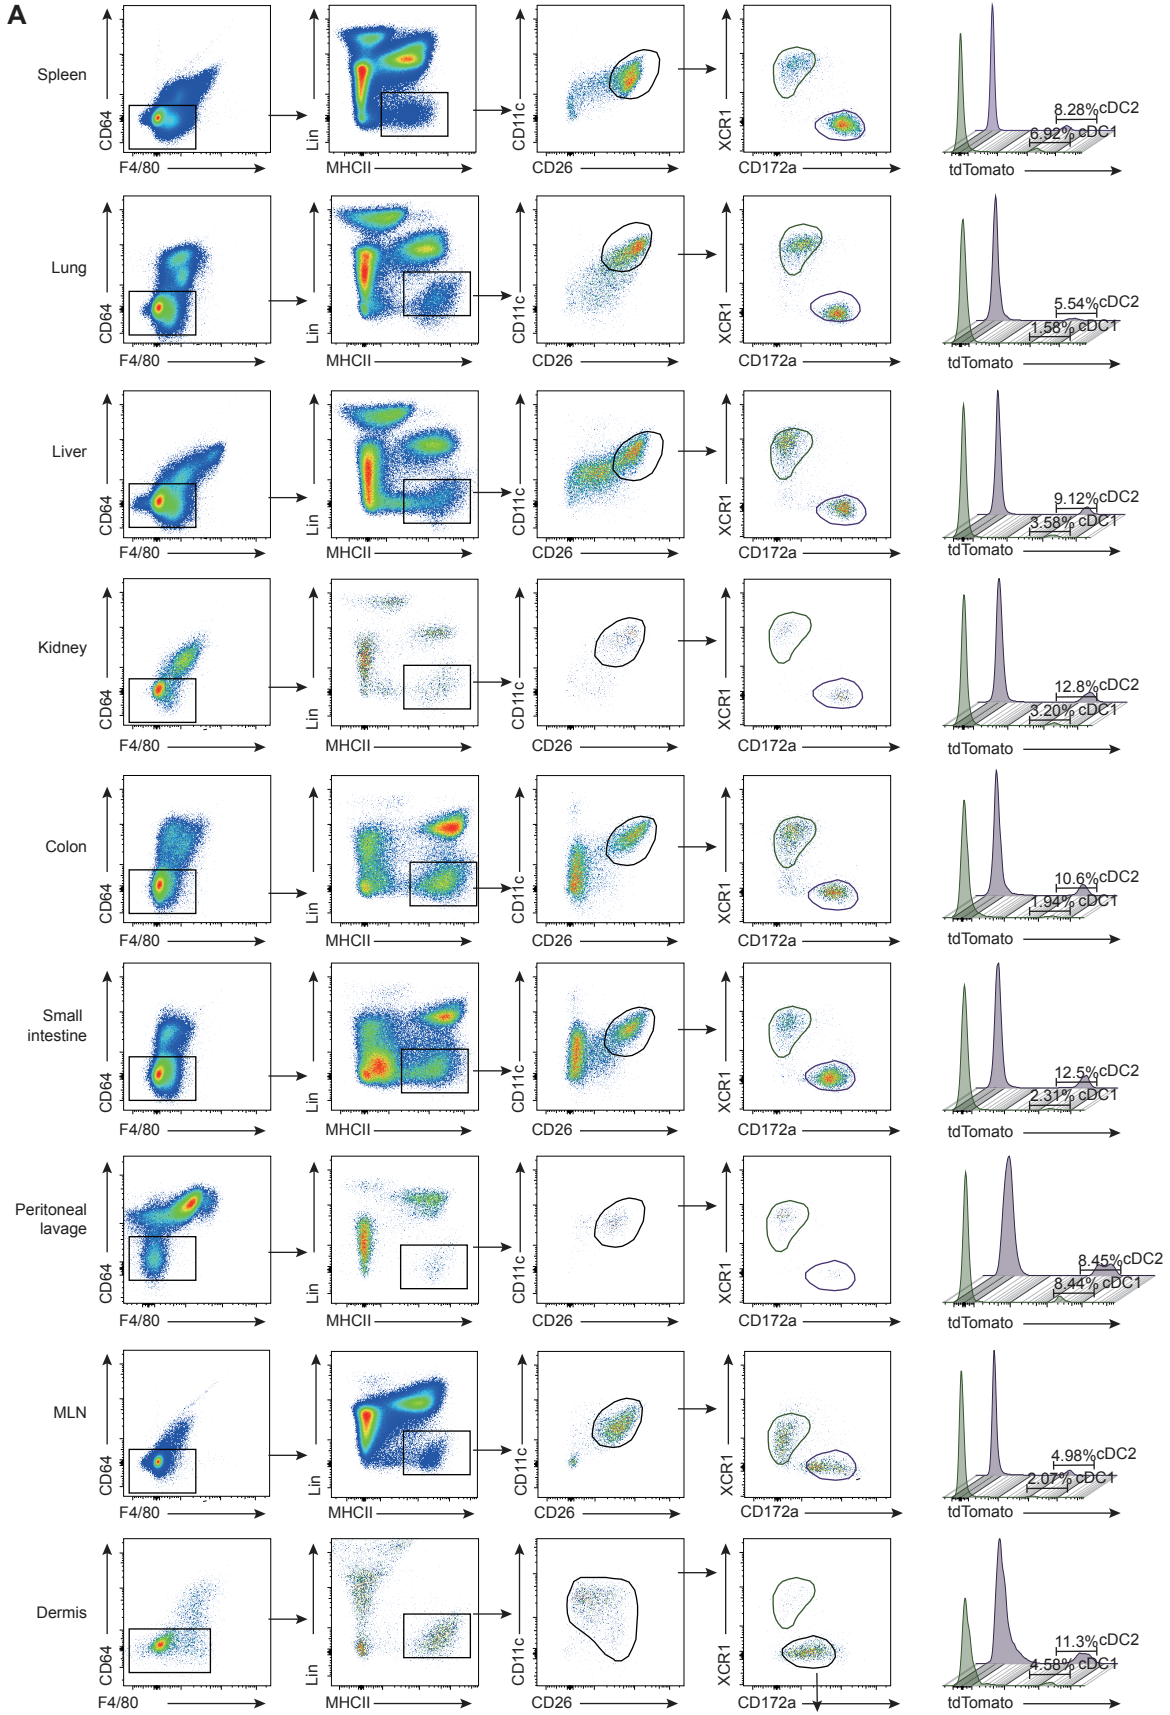 A
Spleen
CD64
F4/80
Lin
MHCII
CD11c
CD26
XCR1
CD172a
8.28% cDC2
6.92% cDC1
tdTomato
Lung
CD64
F4/80
Lin
MHCII
CD11c
CD26
XCR1
CD172a
5.54% cDC2
1.58% cDC1
tdTomato
Liver
CD64
F4/80
Lin
MHCII
CD11c
CD26
XCR1
CD172a
9.12% cDC2
3.58% cDC1
tdTomato
Kidney
CD64
F4/80
Lin
MHCII
CD11c
CD26
XCR1
CD172a
12.8% cDC2
3.20% cDC1
tdTomato
Colon
CD64
F4/80
Lin
MHCII
CD11c
CD26
XCR1
CD172a
10.6% cDC2
1.94% cDC1
tdTomato
Small
intestine
CD64
F4/80
Lin
MHCII
CD11c
CD26
XCR1
CD172a
12.5% cDC2
2.31% cDC1
tdTomato
Peritoneal
lavage
CD64
F4/80
Lin
MHCII
CD11c
CD26
XCR1
CD172a
8.45% cDC2
8.44% cDC1
tdTomato
MLN
CD64
F4/80
Lin
MHCII
CD11c
CD26
XCR1
CD172a
4.98% cDC2
2.07% cDC1
tdTomato
Dermis
CD64
F4/80
Lin
MHCII
CD11c
CD26
XCR1
CD172a
11.3% cDC2
4.58% cDC1
tdTomato